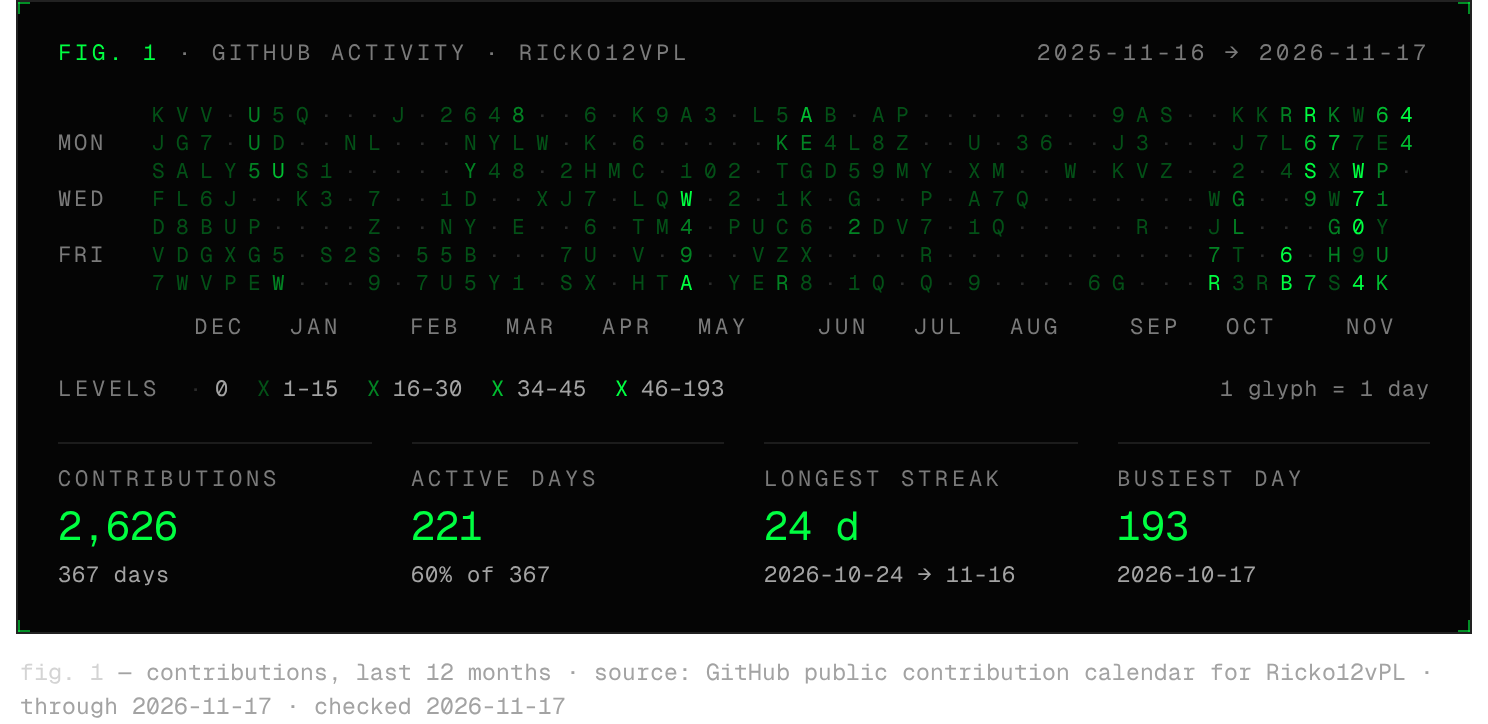 FIG. 1 · GITHUB ACTIVITY · RICKO12VPL
2025-11-16 → 2026-11-17
K V V · U 5 Q · · · J · 2 6 4 8 · · 6 · K 9 A 3 · L 5 A B · A P · · · · · · · · 9 A S · · K K R R K W 6 4
MON J G 7 · U D · · N L · · · N Y L W · K · 6 · · · · · K E 4 L 8 Z · · U · 3 6 · · J 3 · · · J 7 L 6 7 7 E 4
S A L Y 5 U S 1 · · · · · Y 4 8 · 2 H M C · 1 0 2 · T G D 5 9 M Y · X M · · W · K V Z · · 2 · 4 S X W P ·
WED F L 6 J · · K 3 · 7 · · 1 D · · X J 7 · L Q W · 2 · 1 K · G · · P · A 7 Q · · · · · · · W G · · 9 W 7 1
D 8 B U P · · · · Z · · N Y · E · · 6 · T M 4 · P U C 6 · 2 D V 7 · 1 Q · · · · · R · · J L · · · G 0 Y
FRI V D G X G 5 · S 2 S · 5 5 B · · · 7 U · V · 9 · · V Z X · · · · R · · · · · · · · · · · 7 T · 6 · H 9 U
7 W V P E W · · · 9 · 7 U 5 Y 1 · S X · H T A · Y E R 8 · 1 Q · Q · 9 · · · · 6 G · · · R 3 R B 7 S 4 K
DEC JAN FEB MAR APR MAY JUN JUL AUG SEP OCT NOV
LEVELS · 0 X 1–15 X 16–30 X 34–45 X 46–193
1 glyph = 1 day
CONTRIBUTIONS
2,626
367 days
ACTIVE DAYS
221
60% of 367
LONGEST STREAK
24 d
2026-10-24 → 11-16
BUSIEST DAY
193
2026-10-17
fig. 1 — contributions, last 12 months · source: GitHub public contribution calendar for Ricko12vPL ·
through 2026-11-17 · checked 2026-11-17